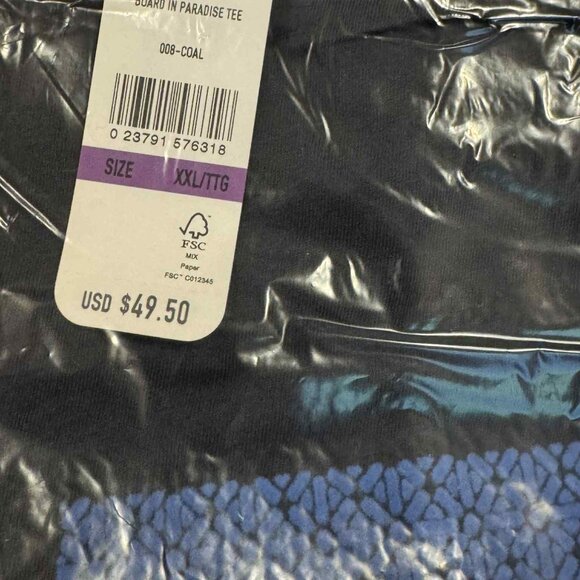 BOARD IN PARADISE TEE
008-COAL
0 23791 576318
SIZE XXL/TTG
FSC
MIX
Paper
FSC™ C012345
USD $49.50